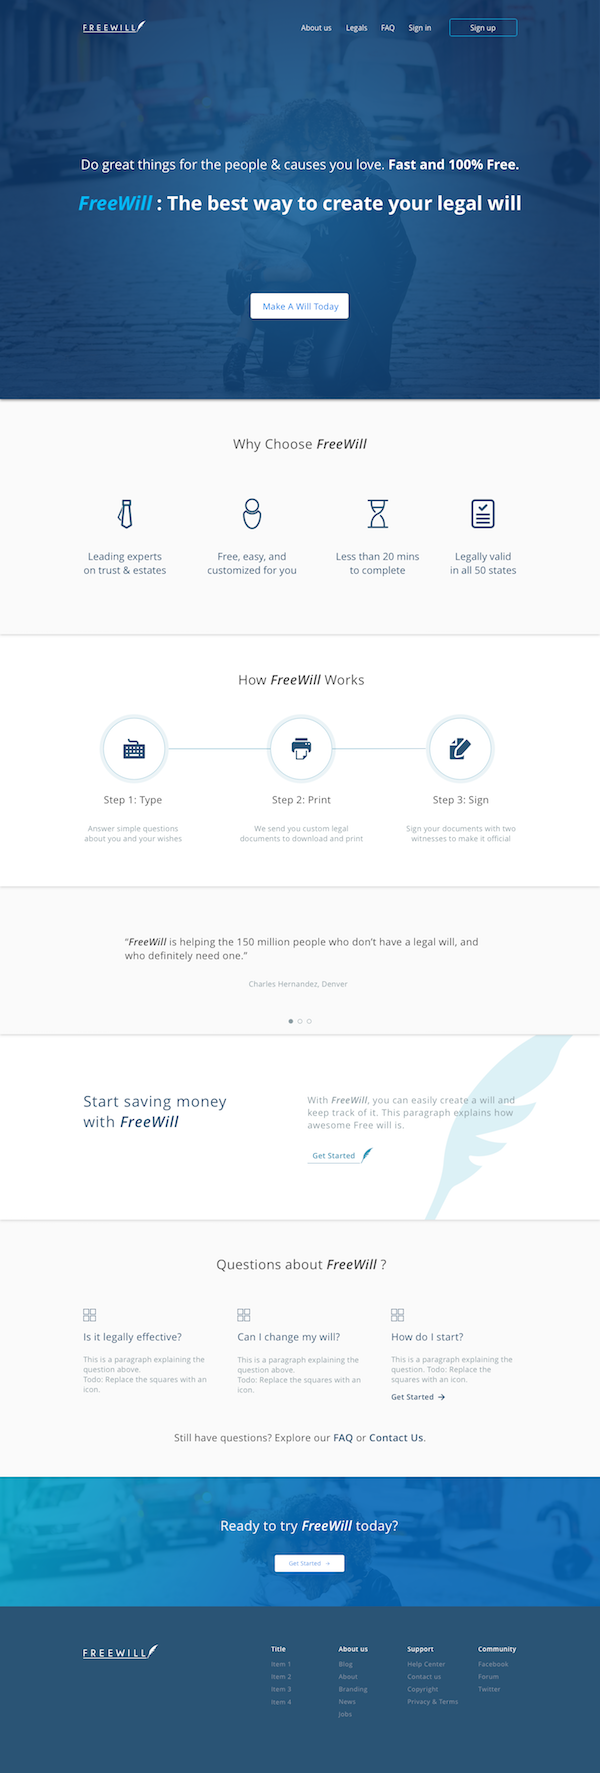 FREEWILL
About us
Legals
FAQ
Sign in
Sign up
Do great things for the people & causes you love. Fast and 100% Free.
FreeWill : The best way to create your legal will
Make A Will Today
Why Choose FreeWill
Leading experts
on trust & estates
Free, easy, and
customized for you
Less than 20 mins
to complete
Legally valid
in all 50 states
How FreeWill Works
Step 1: Type
Answer simple questions
about you and your wishes
Step 2: Print
We send you custom legal
documents to download and print
Step 3: Sign
Sign your documents with two
witnesses to make it official
“FreeWill is helping the 150 million people who don’t have a legal will, and
who definitely need one.”
Charles Hernandez, Denver
Start saving money
with FreeWill
With FreeWill, you can easily create a will and
keep track of it. This paragraph explains how
awesome Free will is.
Get Started
Questions about FreeWill ?
Is it legally effective?
This is a paragraph explaining the
question above.
Todo: Replace the squares with an
icon.
Can I change my will?
This is a paragraph explaining the
question above.
Todo: Replace the squares with an
icon.
How do I start?
This is a paragraph explaining the
question. Todo: Replace the
squares with an icon.
Get Started →
Still have questions? Explore our FAQ or Contact Us.
Ready to try FreeWill today?
Get Started →
FREEWILL
Title
Item 1
Item 2
Item 3
Item 4
About us
Blog
About
Branding
News
Jobs
Support
Help Center
Contact us
Copyright
Privacy & Terms
Community
Facebook
Forum
Twitter